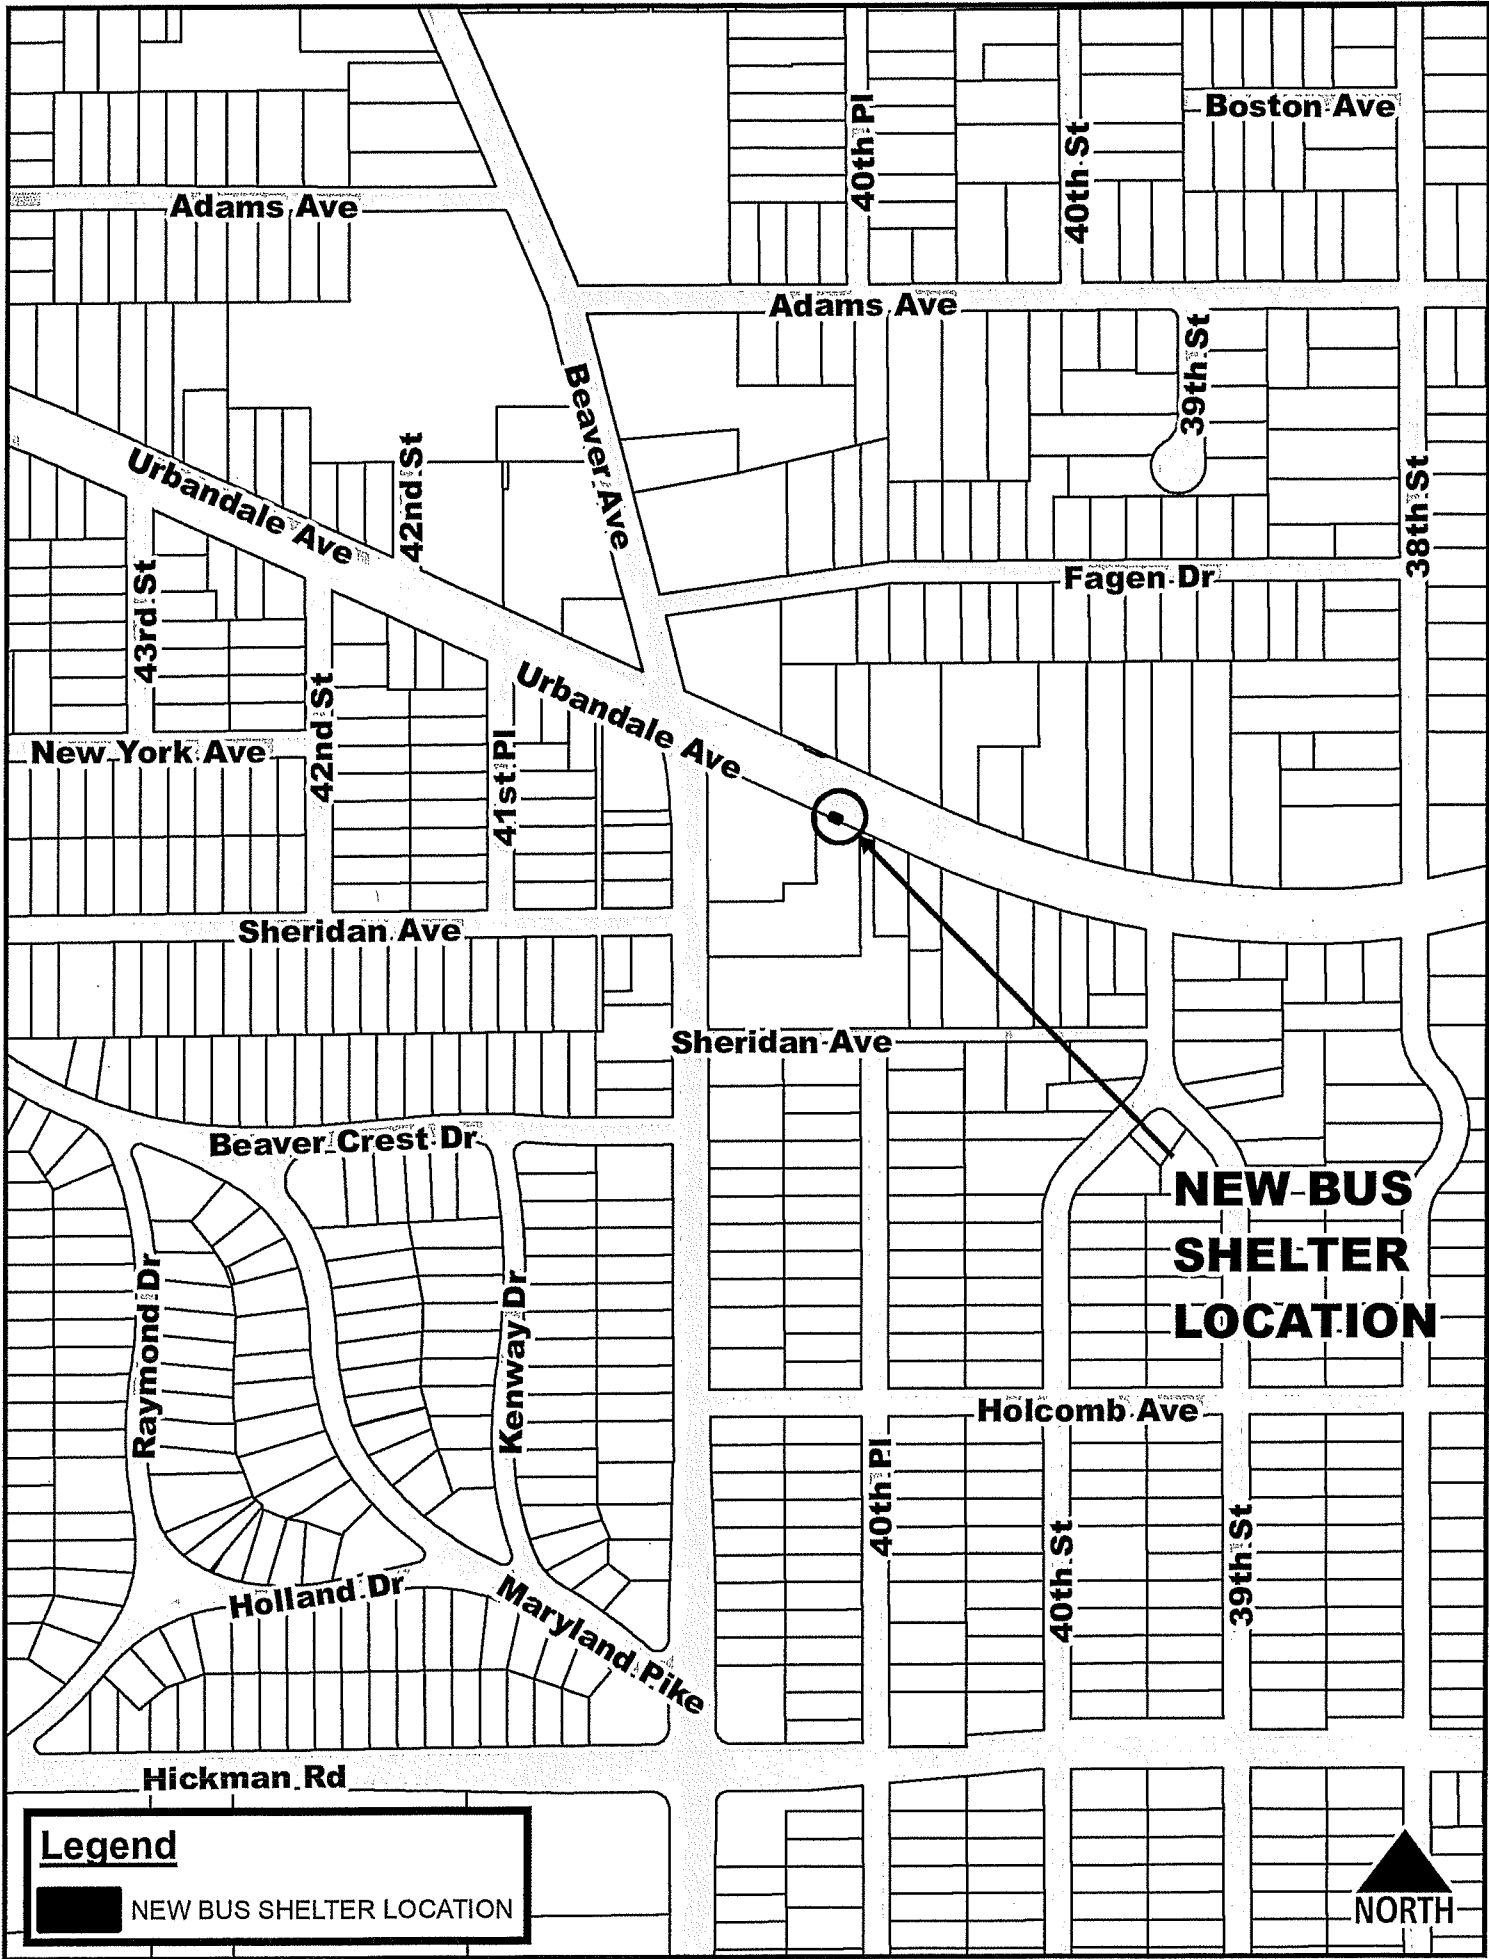 Boston Ave
40th Pl
40th St
Adams Ave
Adams Ave
39th St
Beaver Ave
42nd St
Urbandale Ave
38th St
43rd St
Fagen Dr
Urbandale Ave
42nd St
41st Pl
New York Ave
Sheridan Ave
Sheridan Ave
Beaver Crest Dr
NEW BUS
SHELTER
LOCATION
Raymond Dr
Kenway Dr
Holcomb Ave
40th Pl
40th St
39th St
Holland Dr
Maryland Pike
Hickman Rd
Legend
NEW BUS SHELTER LOCATION
NORTH